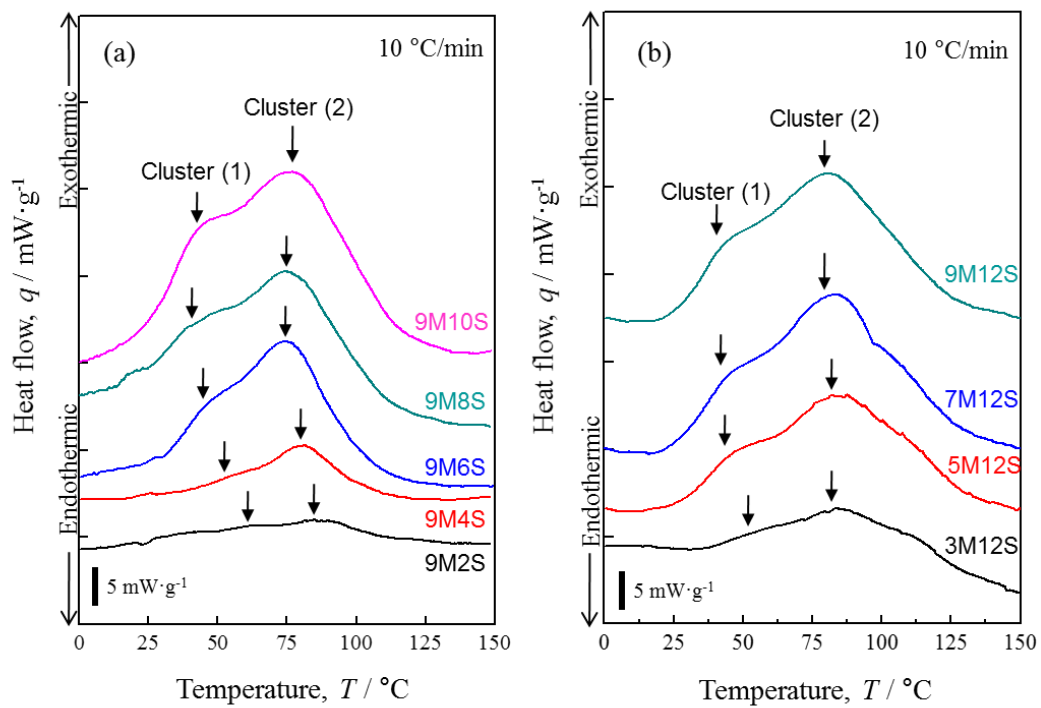 (a)
10 °C/min
Exothermic
Endothermic
Heat flow, q / mW·g⁻¹
Cluster (2)
Cluster (1)
9M10S
9M8S
9M6S
9M4S
9M2S
5 mW·g⁻¹
0 25 50 75 100 125 150
Temperature, T / °C
(b)
10 °C/min
Exothermic
Endothermic
Heat flow, q / mW·g⁻¹
Cluster (2)
Cluster (1)
9M12S
7M12S
5M12S
3M12S
5 mW·g⁻¹
0 25 50 75 100 125 150
Temperature, T / °C